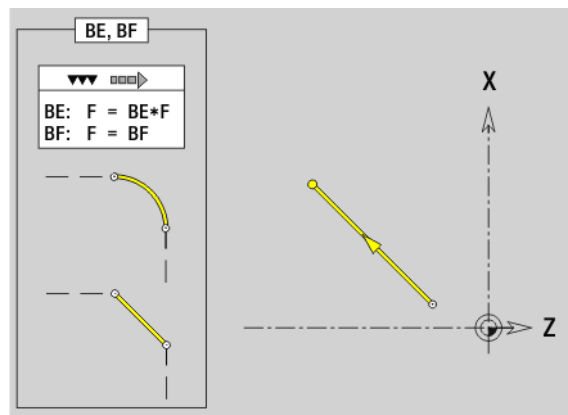 BE, BF
BE: F = BE*F
BF: F = BF
X
Z